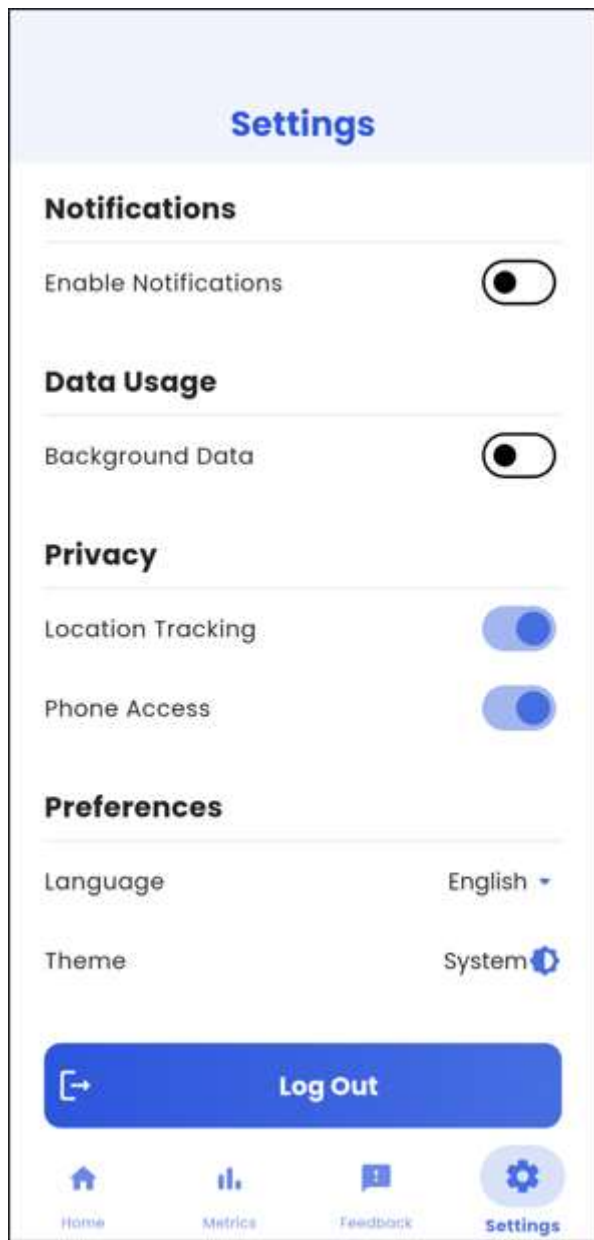 Settings
Notifications
Enable Notifications
Data Usage
Background Data
Privacy
Location Tracking
Phone Access
Preferences
Language English
Theme System
Log Out
Home Metrics Feedback Settings